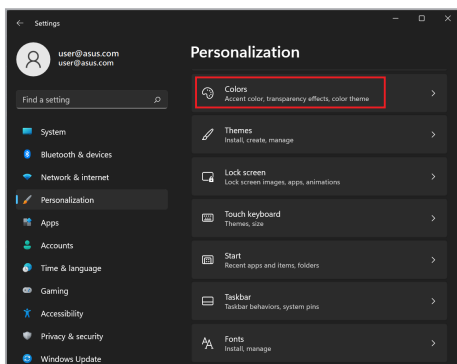 Settings
user@asus.com
user@asus.com
Find a setting
System
Bluetooth & devices
Network & internet
Personalization
Apps
Accounts
Time & language
Gaming
Accessibility
Privacy & security
Windows Update
Personalization
Colors
Accent color, transparency effects, color theme
Themes
Install, create, manage
Lock screen
Lock screen images, apps, animations
Touch keyboard
Themes, size
Start
Recent apps and items, folders
Taskbar
Taskbar behaviors, system pins
Fonts
Install, manage